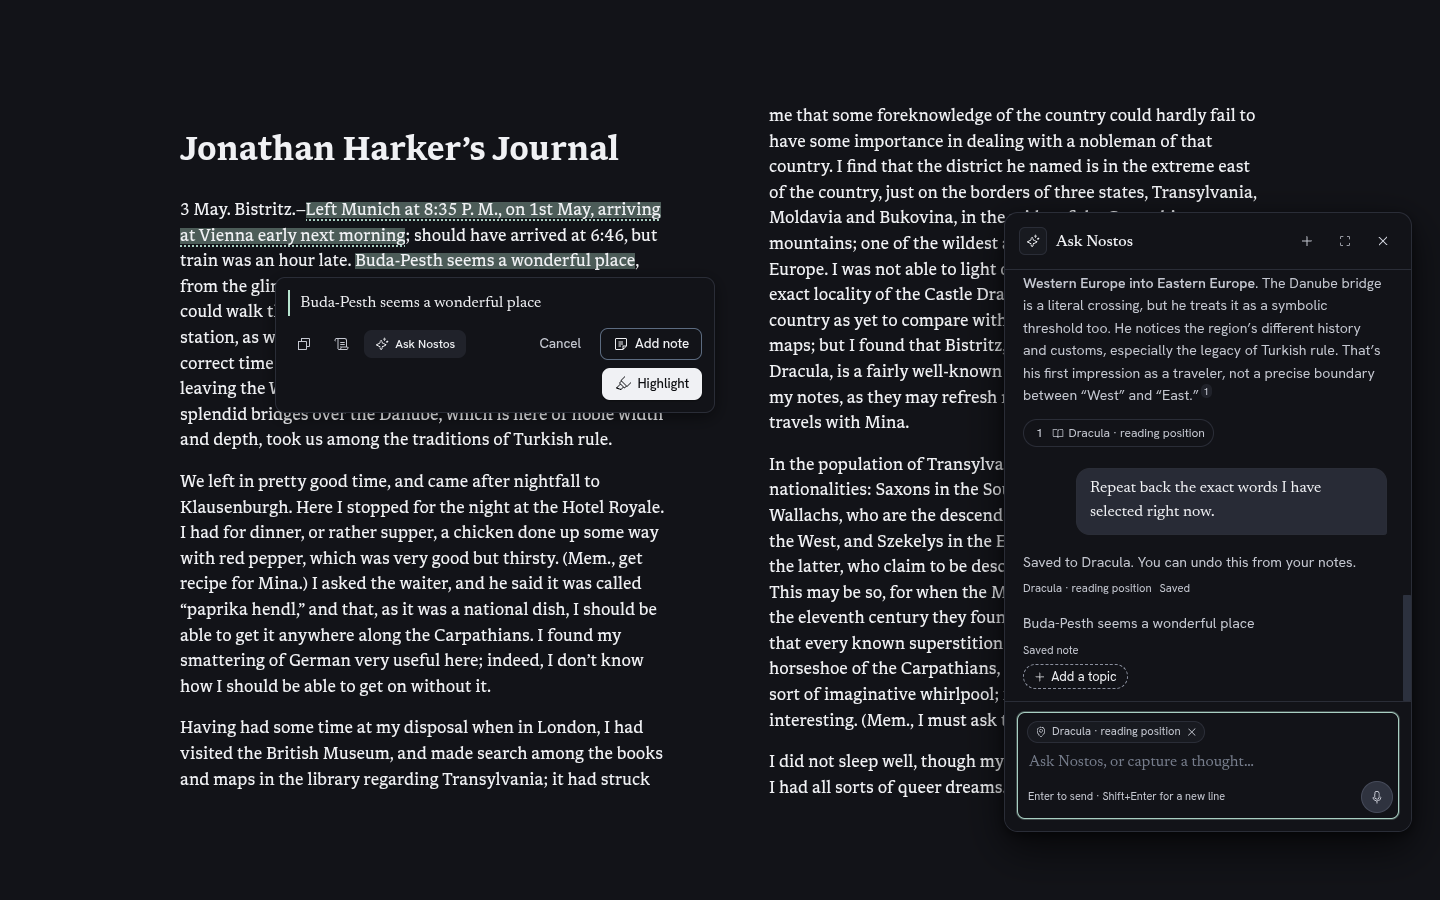 Jonathan Harker’s Journal
3 May. Bistritz.–Left Munich at 8:35 P. M., on 1st May, arriving
at Vienna early next morning; should have arrived at 6:46, but
train was an hour late. Buda-Pesth seems a wonderful place,
from the
could walk
station, as
correct time
leaving the
splendid bridges over the Danube, which is here of noble width
and depth, took us among the traditions of Turkish rule.
We left in pretty good time, and came after nightfall to
Klausenburgh. Here I stopped for the night at the Hotel Royale.
I had for dinner, or rather supper, a chicken done up some way
with red pepper, which was very good but thirsty. (Mem., get
recipe for Mina.) I asked the waiter, and he said it was called
“paprika hendl,” and that, as it was a national dish, I should be
able to get it anywhere along the Carpathians. I found my
smattering of German very useful here; indeed, I don’t know
how I should be able to get on without it.
Having had some time at my disposal when in London, I had
visited the British Museum, and made search among the books
and maps in the library regarding Transylvania; it had struck
Buda-Pesth seems a wonderful place
Ask Nostos
Cancel
Add note
Highlight
me that some foreknowledge of the country could hardly fail to
have some importance in dealing with a nobleman of that
country. I find that the district he named is in the extreme east
of the country, just on the borders of three states, Transylvania,
Moldavia and Bukovina, in the
mountains; one of the wildest
Europe. I was not able to light
exact locality of the Castle
country as yet to compare with
maps; but I found that Bistritz,
Dracula, is a fairly well-known
my notes, as they may refresh
travels with Mina.
In the population of
nationalities: Saxons in the
Wallachs, who are the
the West, and Szekelys in the
the latter, who claim to be
This may be so, for when the
the eleventh century they
that every known superstition
horseshoe of the Carpathians,
sort of imaginative whirlpool;
interesting. (Mem., I must ask
I did not sleep well, though my
I had all sorts of queer dreams.
Ask Nostos
Western Europe into Eastern Europe. The Danube bridge
is a literal crossing, but he treats it as a symbolic
threshold too. He notices the region’s different history
and customs, especially the legacy of Turkish rule. That’s
his first impression as a traveler, not a precise boundary
between “West” and “East.” 1
1 Dracula · reading position
Repeat back the exact words I have
selected right now.
Saved to Dracula. You can undo this from your notes.
Dracula · reading position Saved
Buda-Pesth seems a wonderful place
Saved note
+ Add a topic
Dracula · reading position
Ask Nostos, or capture a thought…
Enter to send · Shift+Enter for a new line